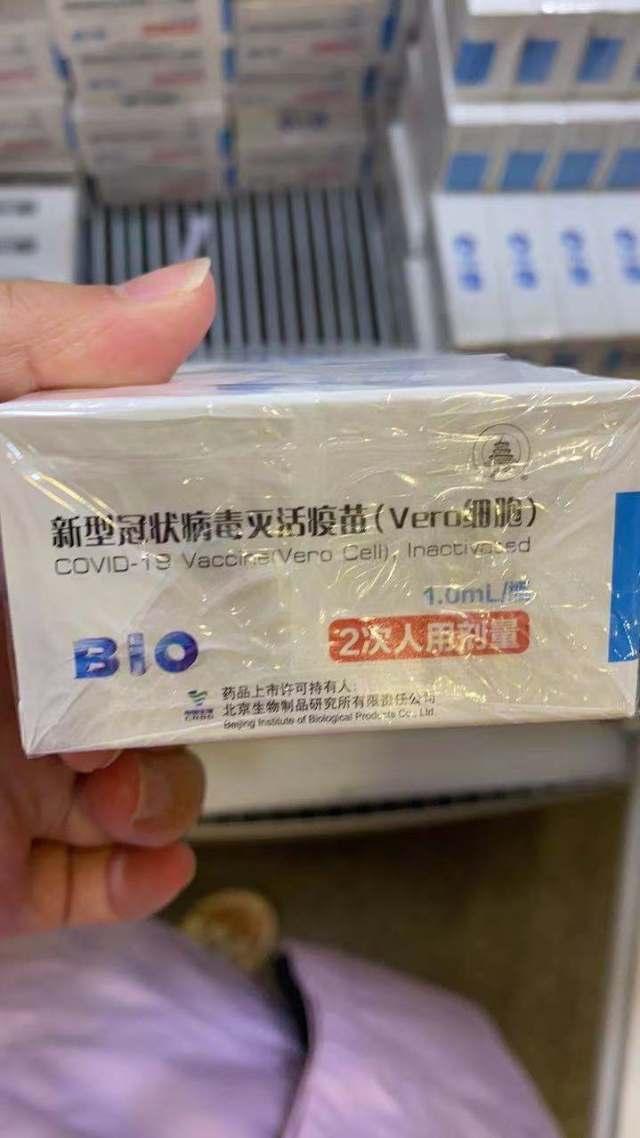 新型冠状病毒灭活疫苗(Vero细胞)
COVID-19 Vaccine(Vero Cell), Inactivated
1.0mL/瓶
2次人用剂量
BIO
药品上市许可持有人:
北京生物制品研究所有限责任公司
Beijing Institute of Biological Products Co., Ltd.